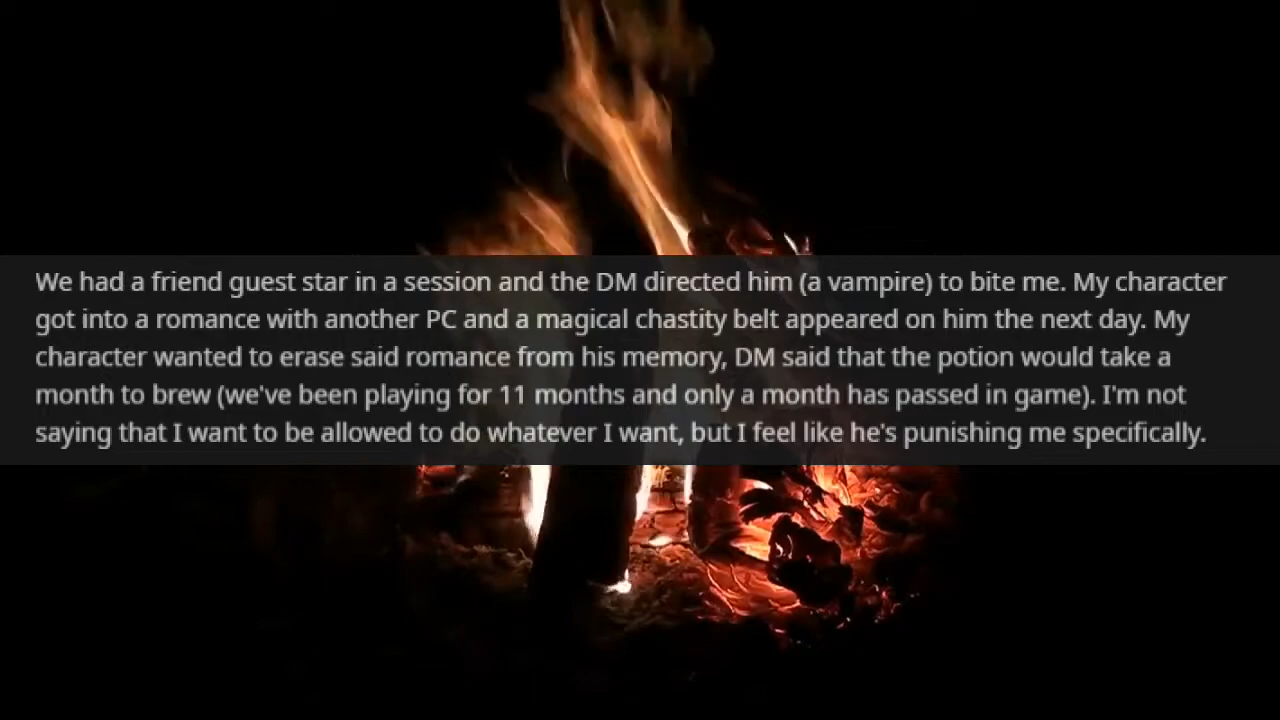 We had a friend guest star in a session and the DM directed him (a vampire) to bite me. My character
got into a romance with another PC and a magical chastity belt appeared on him the next day. My
character wanted to erase said romance from his memory, DM said that the potion would take a
month to brew (we've been playing for 11 months and only a month has passed in game). I'm not
saying that I want to be allowed to do whatever I want, but I feel like he's punishing me specifically.